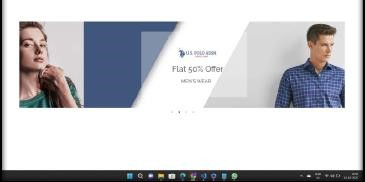 U.S. POLO ASSN.
Flat 50% Offer
MEN'S WEAR